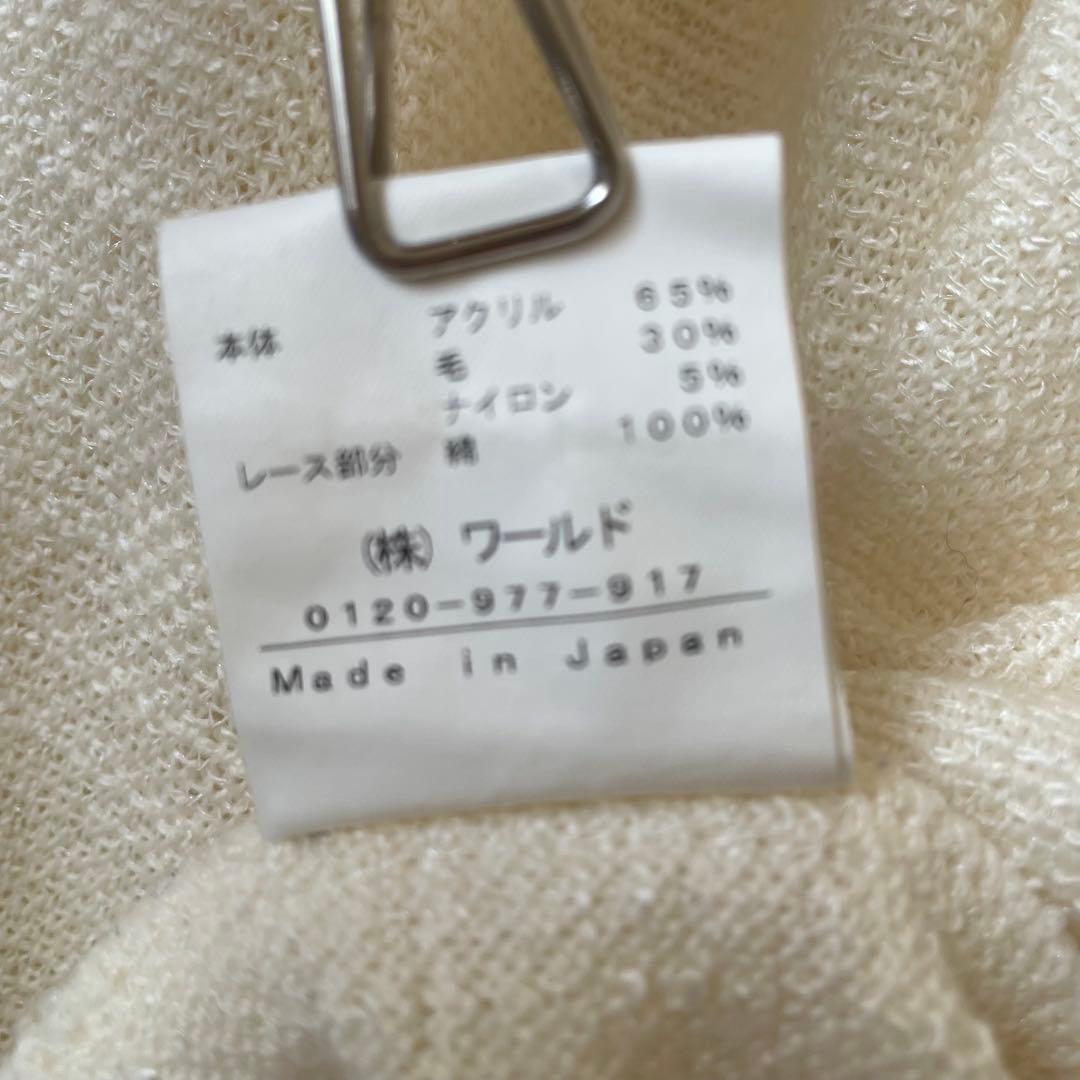 本体 アクリル 65%
毛 30%
ナイロン 5%
レース部分 綿 100%
(株) ワールド
0120-977-917
Made in Japan